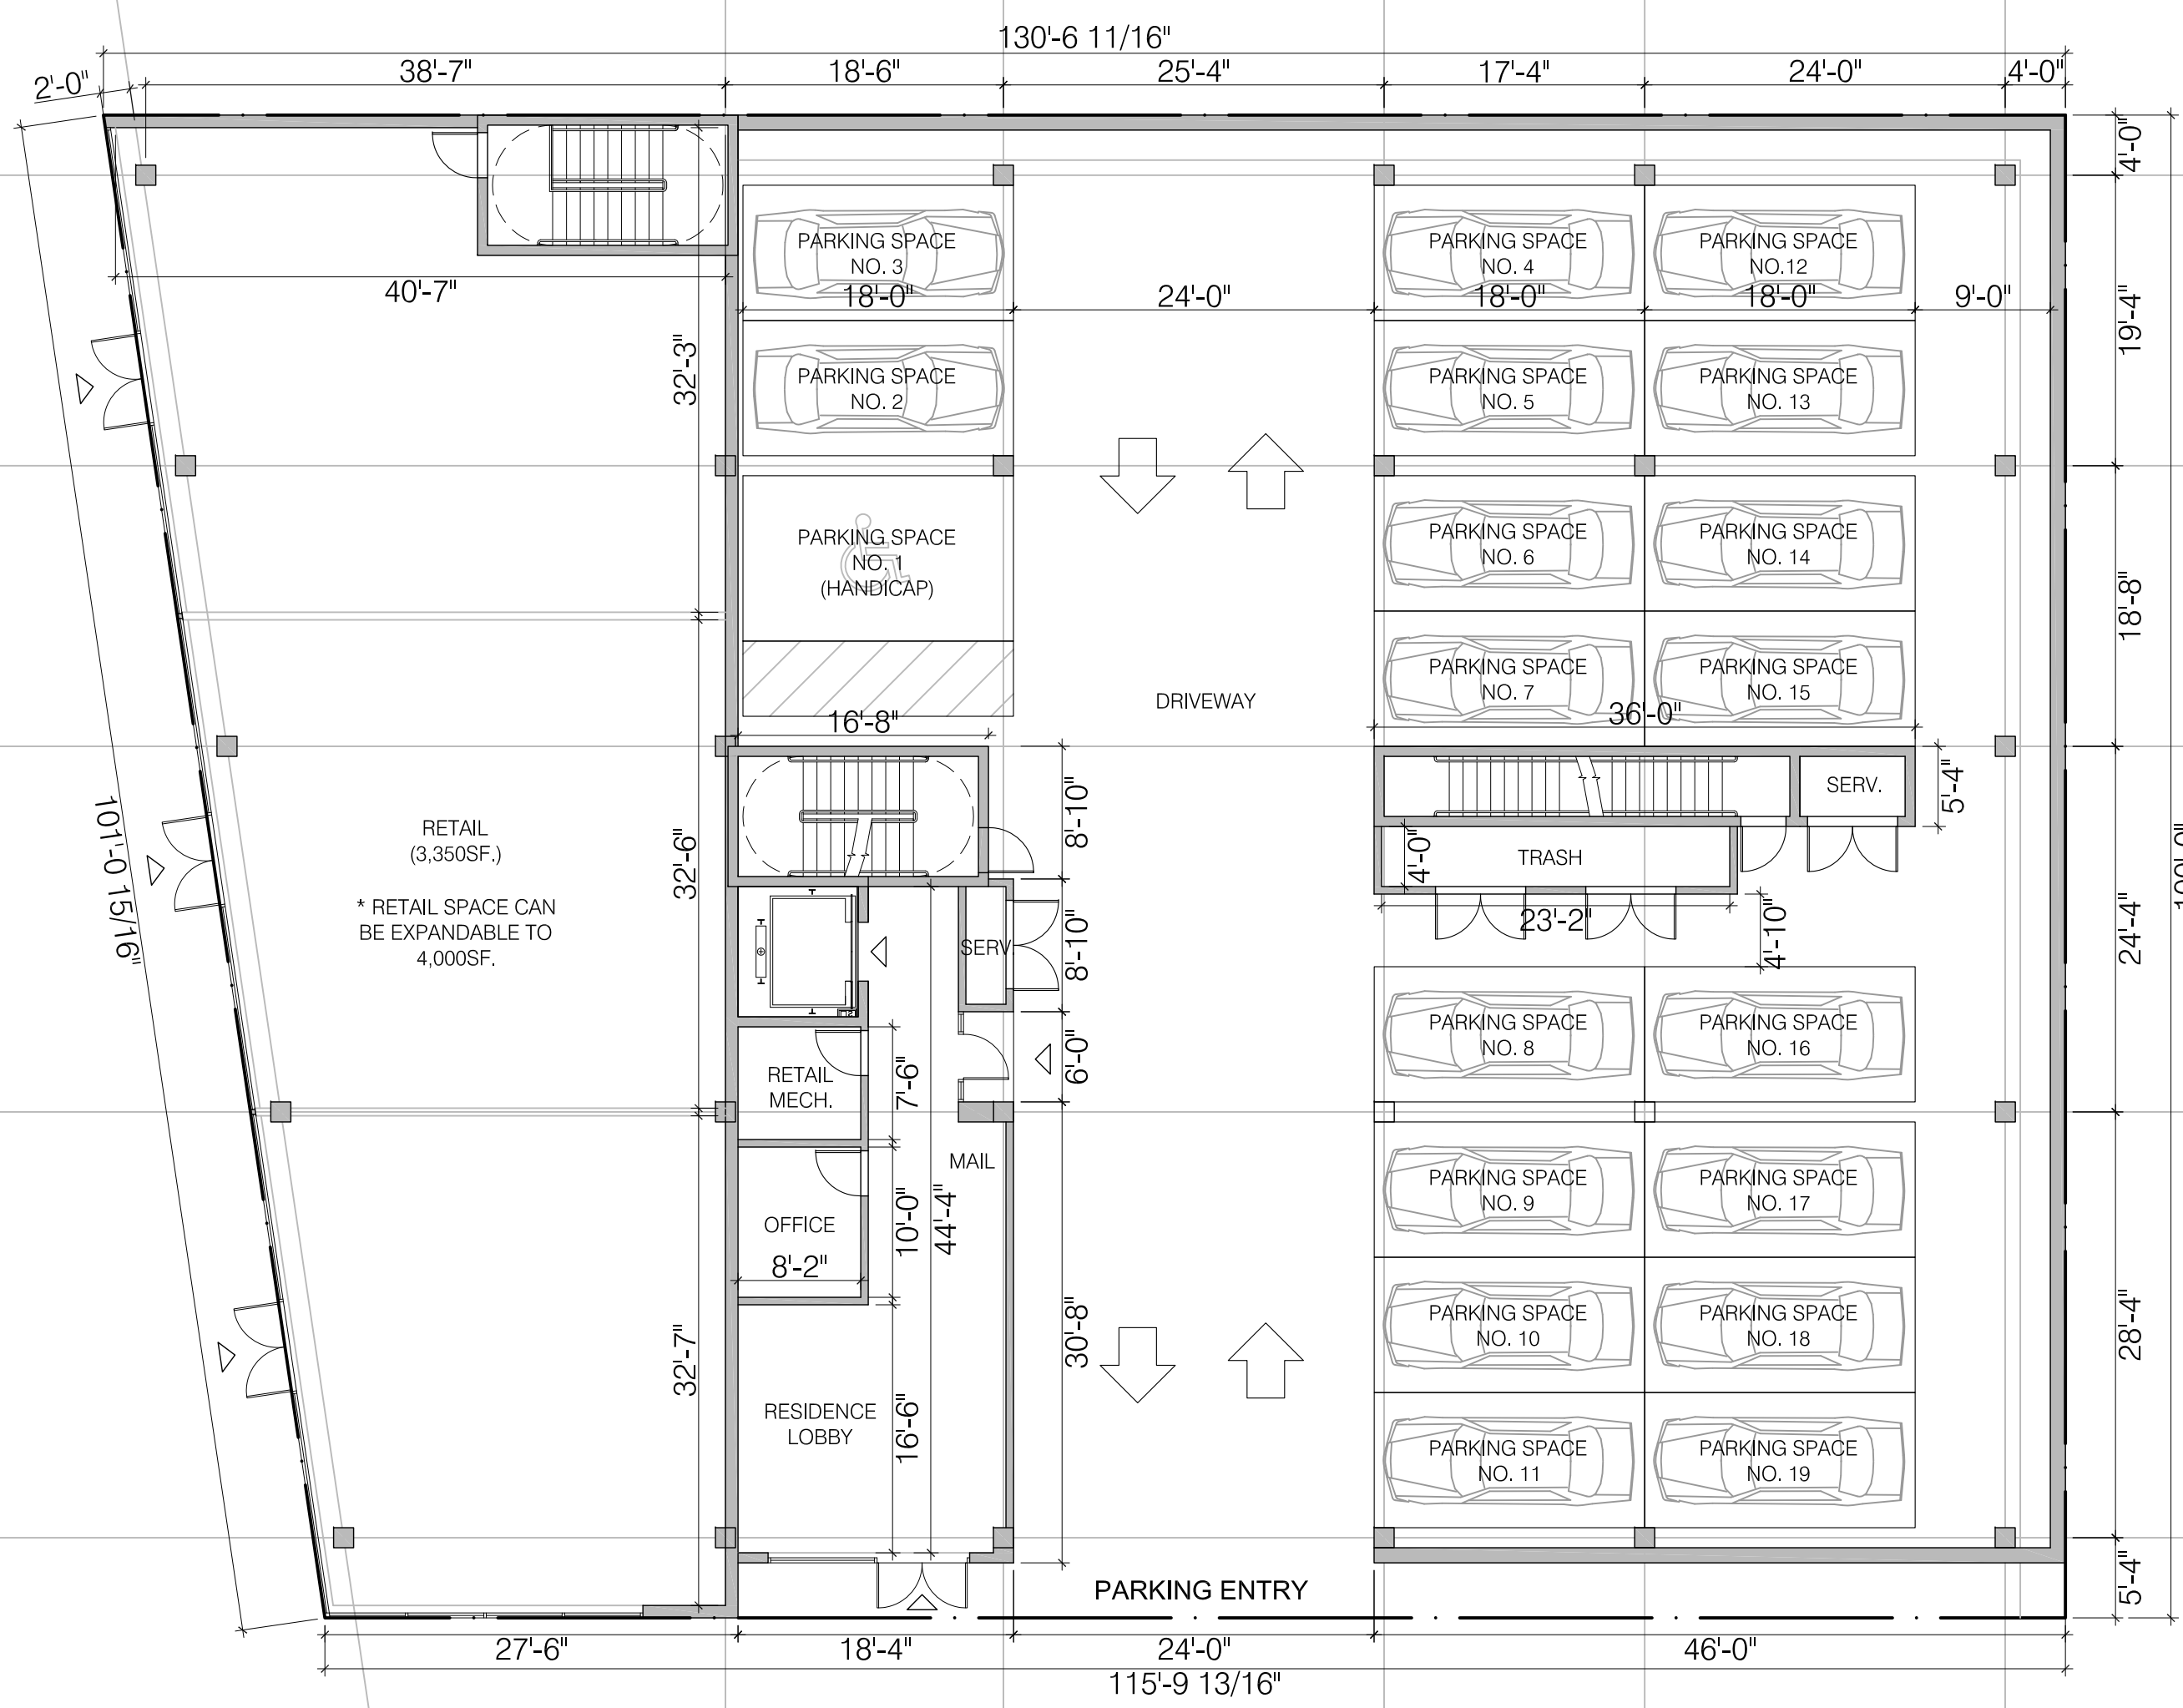 130'-6 11/16"
2'-0"
38'-7"
18'-6"
25'-4"
17'-4"
24'-0"
4'-0"
4'-0"
PARKING SPACE
NO. 3
PARKING SPACE
NO. 4
PARKING SPACE
NO.12
40'-7"
18'-0"
24'-0"
18'-0"
18'-0"
9'-0"
19'-4"
32'-3"
PARKING SPACE
NO. 2
PARKING SPACE
NO. 5
PARKING SPACE
NO. 13
PARKING SPACE
NO. 1
(HANDICAP)
PARKING SPACE
NO. 6
PARKING SPACE
NO. 14
18'-8"
PARKING SPACE
NO. 7
PARKING SPACE
NO. 15
DRIVEWAY
16'-8"
36'-0"
101'-0 15/16"
RETAIL
(3,350SF.)
* RETAIL SPACE CAN
BE EXPANDABLE TO
4,000SF.
32'-6"
8'-10"
SERV.
5'-4"
4'-0"
TRASH
23'-2"
4'-10"
24'-4"
SERV.
8'-10"
6'-0"
RETAIL
MECH.
7'-6"
PARKING SPACE
NO. 8
PARKING SPACE
NO. 16
MAIL
44'-4"
OFFICE
8'-2"
10'-0"
PARKING SPACE
NO. 9
PARKING SPACE
NO. 17
32'-7"
30'-8"
PARKING SPACE
NO. 10
PARKING SPACE
NO. 18
28'-4"
RESIDENCE
LOBBY
16'-6"
PARKING SPACE
NO. 11
PARKING SPACE
NO. 19
PARKING ENTRY
5'-4"
27'-6"
18'-4"
24'-0"
46'-0"
115'-9 13/16"